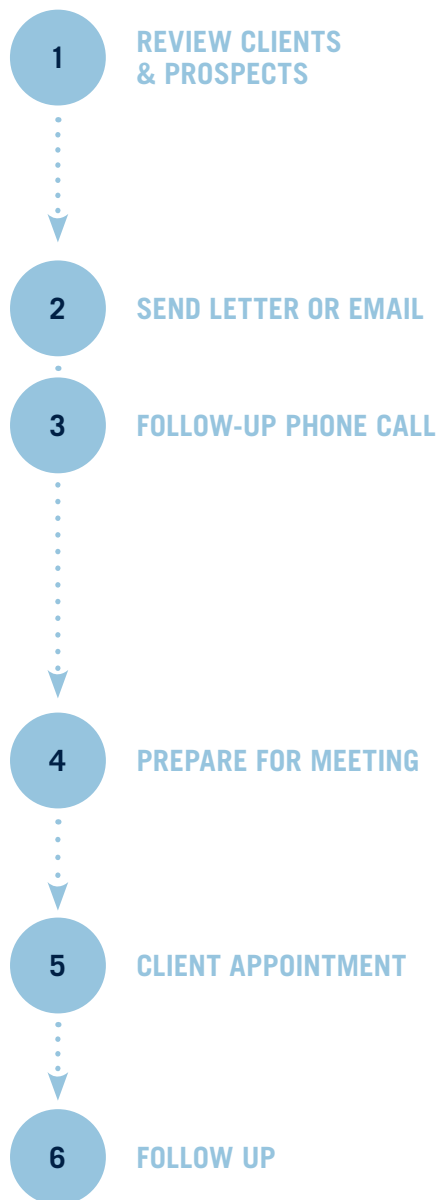 1
REVIEW CLIENTS
& PROSPECTS
2
SEND LETTER OR EMAIL
3
FOLLOW-UP PHONE CALL
4
PREPARE FOR MEETING
5
CLIENT APPOINTMENT
6
FOLLOW UP